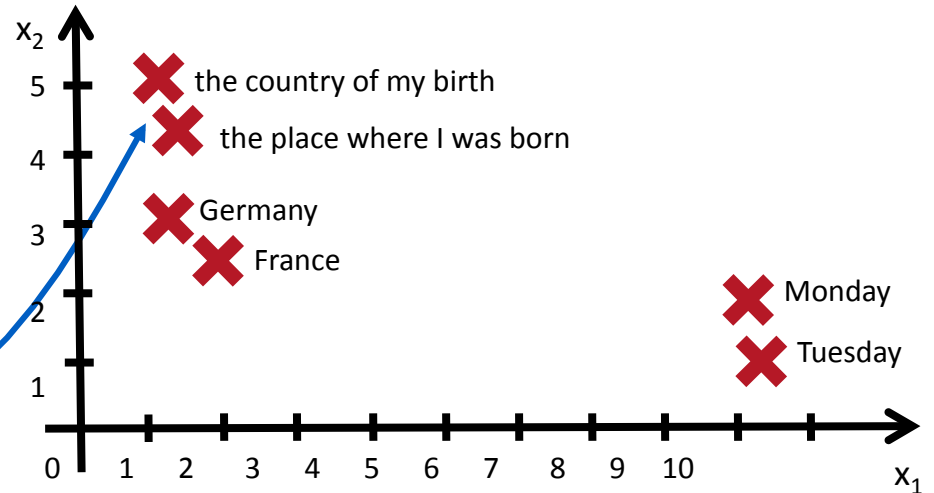 x2
5
the country of my birth
the place where I was born
4
Germany
3
France
Monday
2
Tuesday
1
0 1 2 3 4 5 6 7 8 9 10
x1